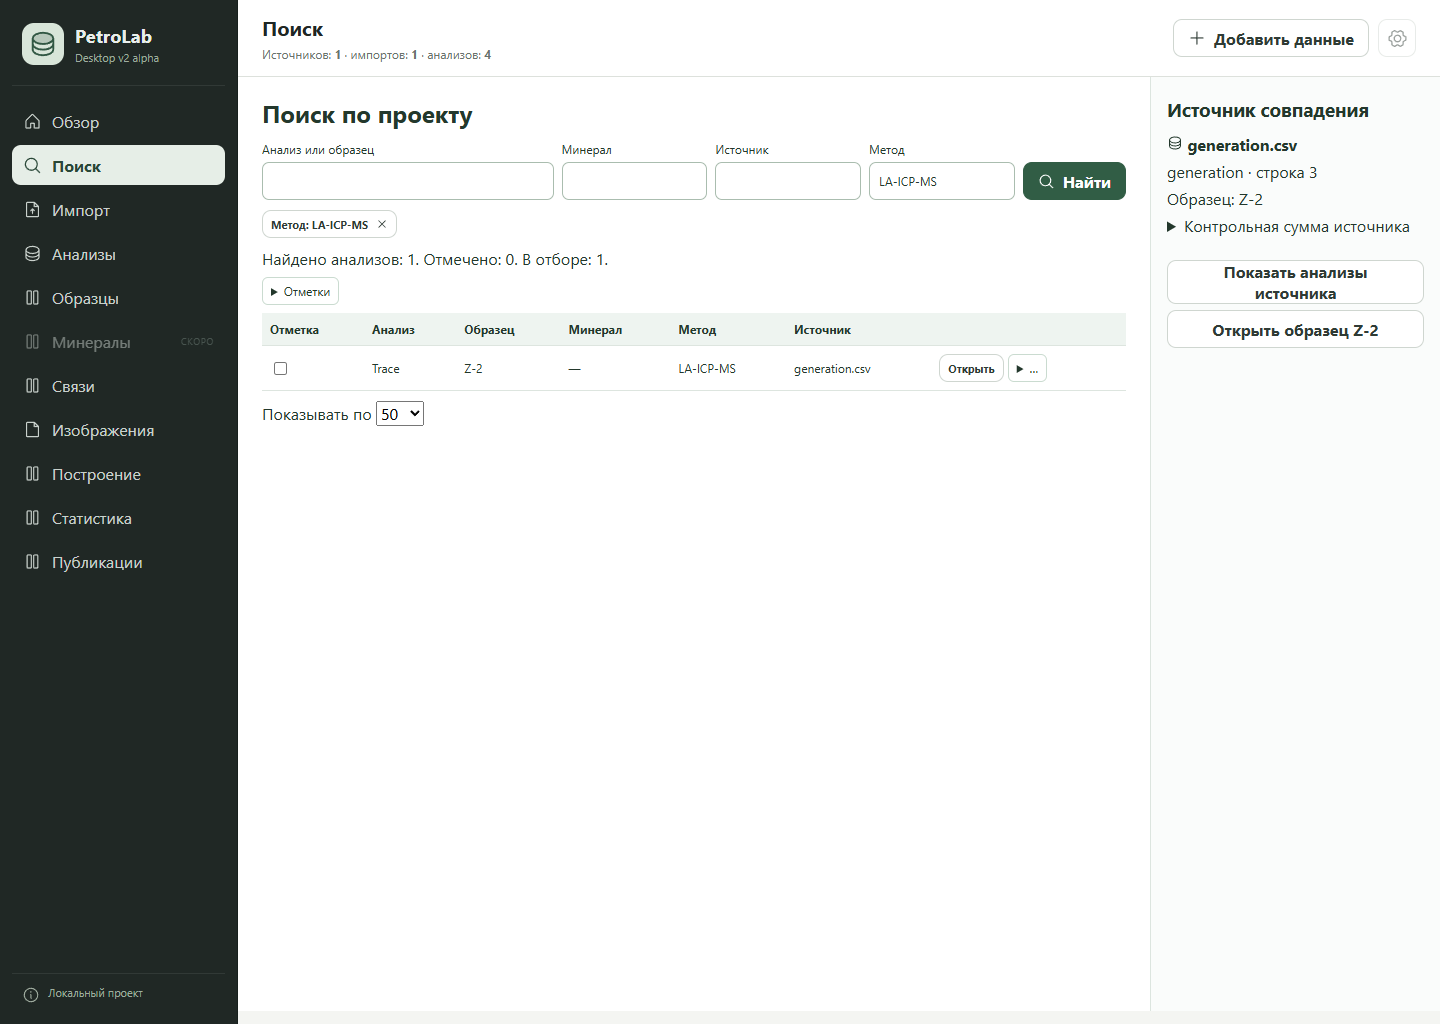 PetroLab
Desktop v2 alpha
Обзор
Поиск
Импорт
Анализы
Образцы
Минералы СКОРО
Связи
Изображения
Построение
Статистика
Публикации
Локальный проект
Поиск
Источников: 1 · импортов: 1 · анализов: 4
Добавить данные
Поиск по проекту
Анализ или образец Минерал Источник Метод
LA-ICP-MS
Найти
Метод: LA-ICP-MS ×
Найдено анализов: 1. Отмечено: 0. В отборе: 1.
Отметки
Отметка Анализ Образец Минерал Метод Источник
Trace Z-2 — LA-ICP-MS generation.csv Открыть ...
Показывать по 50
Источник совпадения
generation.csv
generation · строка 3
Образец: Z-2
Контрольная сумма источника
Показать анализы
источника
Открыть образец Z-2